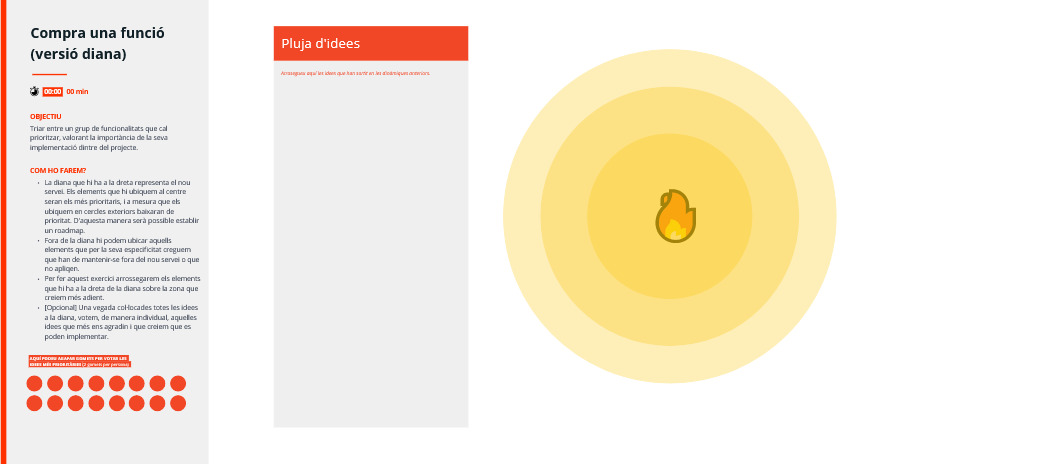 Compra una funció
(versió diana)
00:00 00 min
OBJECTIU
Triar entre un grup de funcionalitats que cal
prioritzar, valorant la importància de la seva
implementació dintre del projecte.
COM HO FAREM?
• La diana que hi ha a la dreta representa el nou
servei. Els elements que hi ubiquem al centre
seran els més prioritaris, i a mesura que els
ubiquem en cercles exteriors baixaran de
prioritat. D'aquesta manera serà possible establir
un roadmap.
• Fora de la diana hi podem ubicar aquells
elements que per la seva especificitat creguem
que han de mantenir-se fora del nou servei o que
no apliqen.
• Per fer aquest exercici arrossegarem els elements
que hi ha a la dreta de la diana sobre la zona que
creiem més adient.
• [Opcional] Una vegada col·locades totes les idees
a la diana, votem, de manera individual, aquelles
idees que més ens agradin i que creiem que es
poden implementar.
AQUÍ PODEU AGAFAR GOMETS PER VOTAR LES
IDEES MÉS PRIORITÀRIES (2 gomets per persona)
Pluja d'idees
Arrossegueu aquí les idees que han sortit en les dinàmiques anteriors.